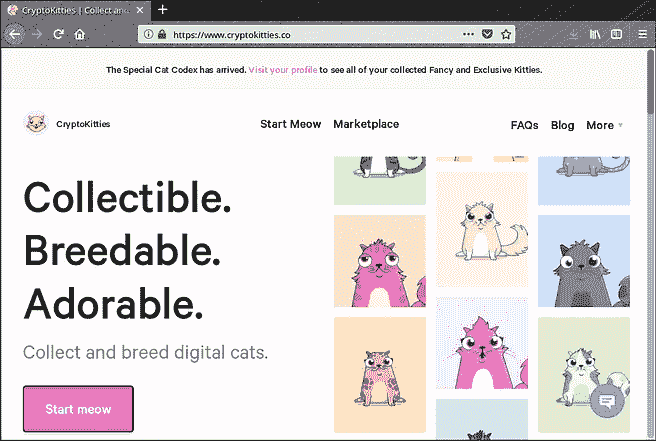 CryptoKitties | Collect and
https://www.cryptokitties.co
The Special Cat Codex has arrived. Visit your profile to see all of your collected Fancy and Exclusive Kitties.
CryptoKitties Start Meow Marketplace FAQs Blog More
Collectible.
Breedable.
Adorable.
Collect and breed digital cats.
Start meow